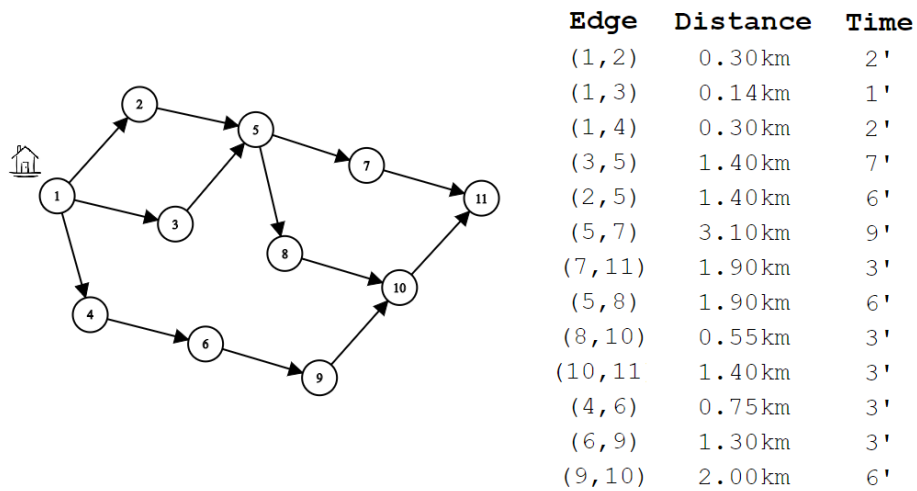 Edge Distance Time
(1,2) 0.30km 2'
(1,3) 0.14km 1'
(1,4) 0.30km 2'
(3,5) 1.40km 7'
(2,5) 1.40km 6'
(5,7) 3.10km 9'
(7,11) 1.90km 3'
(5,8) 1.90km 6'
(8,10) 0.55km 3'
(10,11 1.40km 3'
(4,6) 0.75km 3'
(6,9) 1.30km 3'
(9,10) 2.00km 6'
2
5
7
1
11
3
8
10
4
6
9